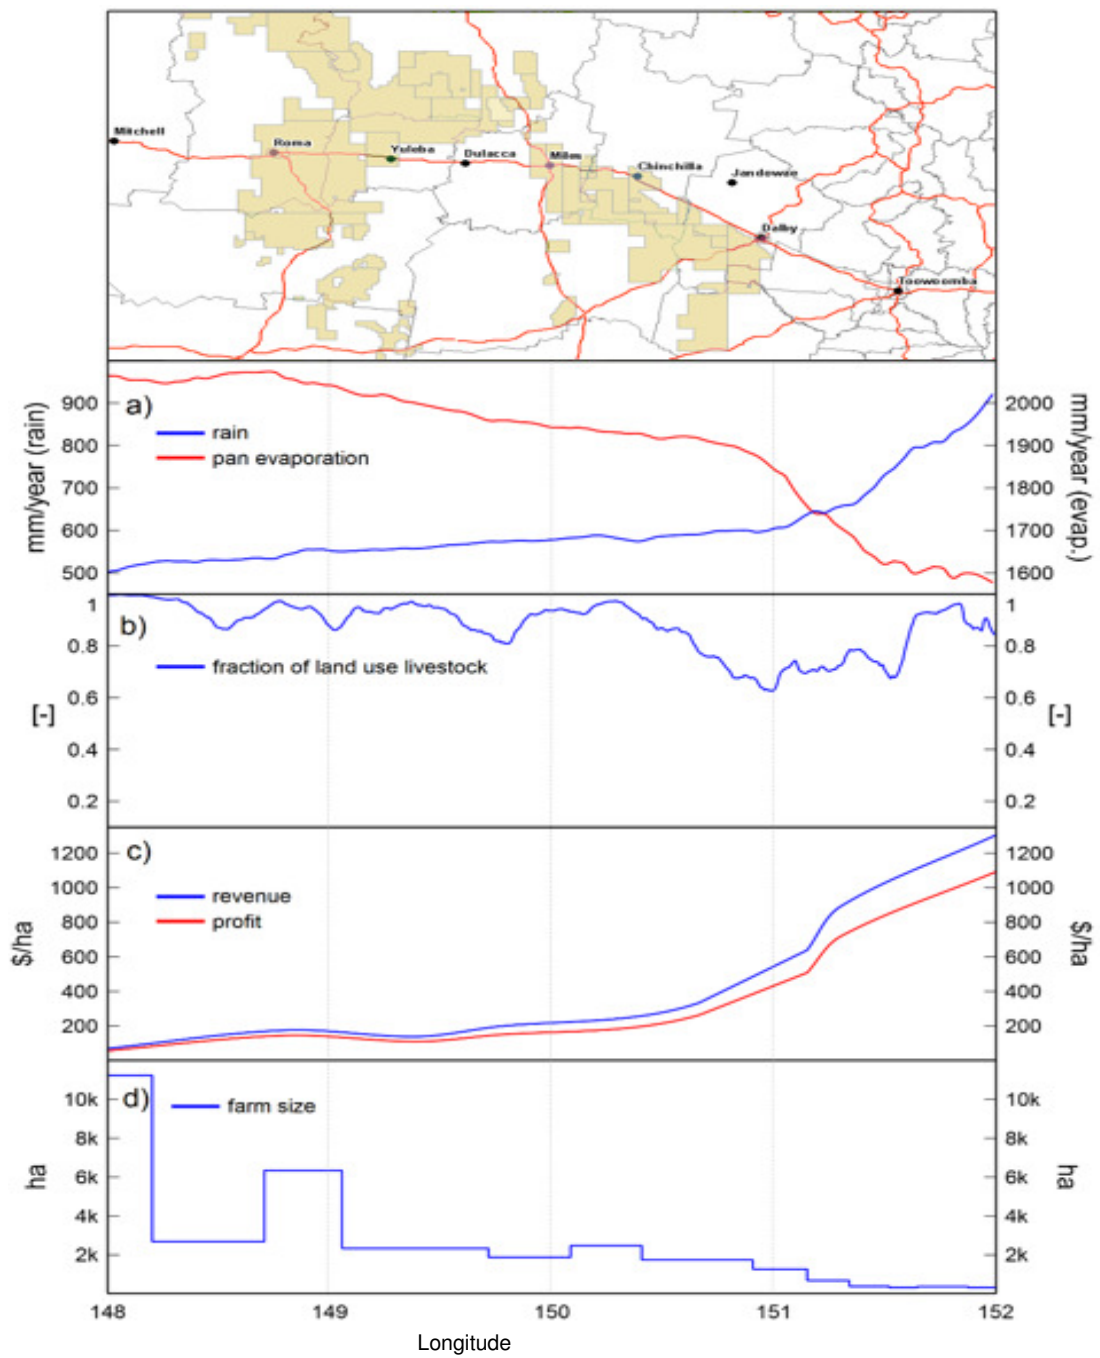 Mitchell
Roma
Yuleba
Dulacca
Miles
Chinchilla
Jandowae
Dalby
Toowoomba
a)
rain
pan evaporation
mm/year (rain)
900
800
700
600
500
2000
1900
1800
1700
1600
mm/year (evap.)
b)
fraction of land use livestock
[-]
1
0.8
0.6
0.4
0.2
1
0.8
0.6
0.4
0.2
[-]
c)
revenue
profit
$/ha
1200
1000
800
600
400
200
1200
1000
800
600
400
200
$/ha
d)
farm size
ha
10k
8k
6k
4k
2k
10k
8k
6k
4k
2k
ha
148 149 150 151 152
Longitude